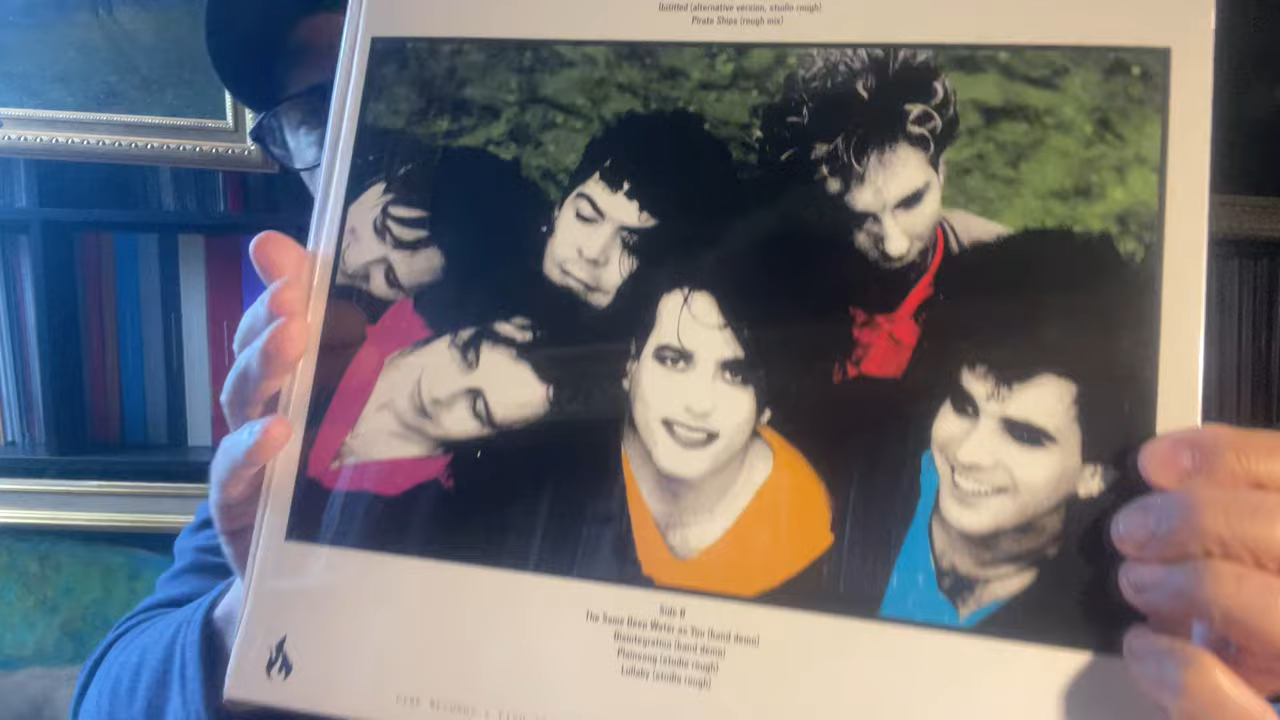 Untitled (alternative version, studio rough)
Pirate Ships (rough mix)
Side B
The Same Deep Water as You (band demo)
Disintegration (band demo)
Plainsong (studio rough)
Lullaby (studio rough)